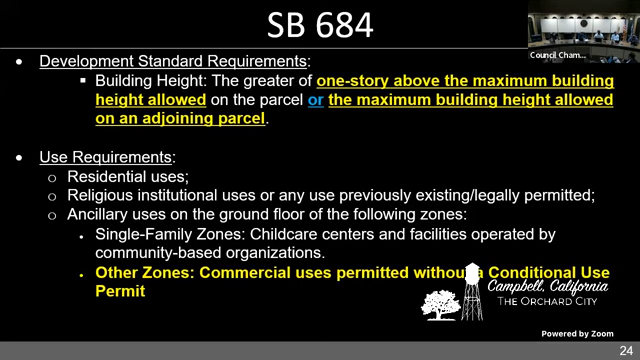 SB 684
Council Cham...
• Development Standard Requirements:
▪ Building Height: The greater of one-story above the maximum building
height allowed on the parcel or the maximum building height allowed
on an adjoining parcel.
• Use Requirements:
o Residential uses;
o Religious institutional uses or any use previously existing/legally permitted;
o Ancillary uses on the ground floor of the following zones:
• Single-Family Zones: Childcare centers and facilities operated by
community-based organizations.
• Other Zones: Commercial uses permitted without a Conditional Use
Permit
Campbell, California
THE ORCHARD CITY
Powered by Zoom
24